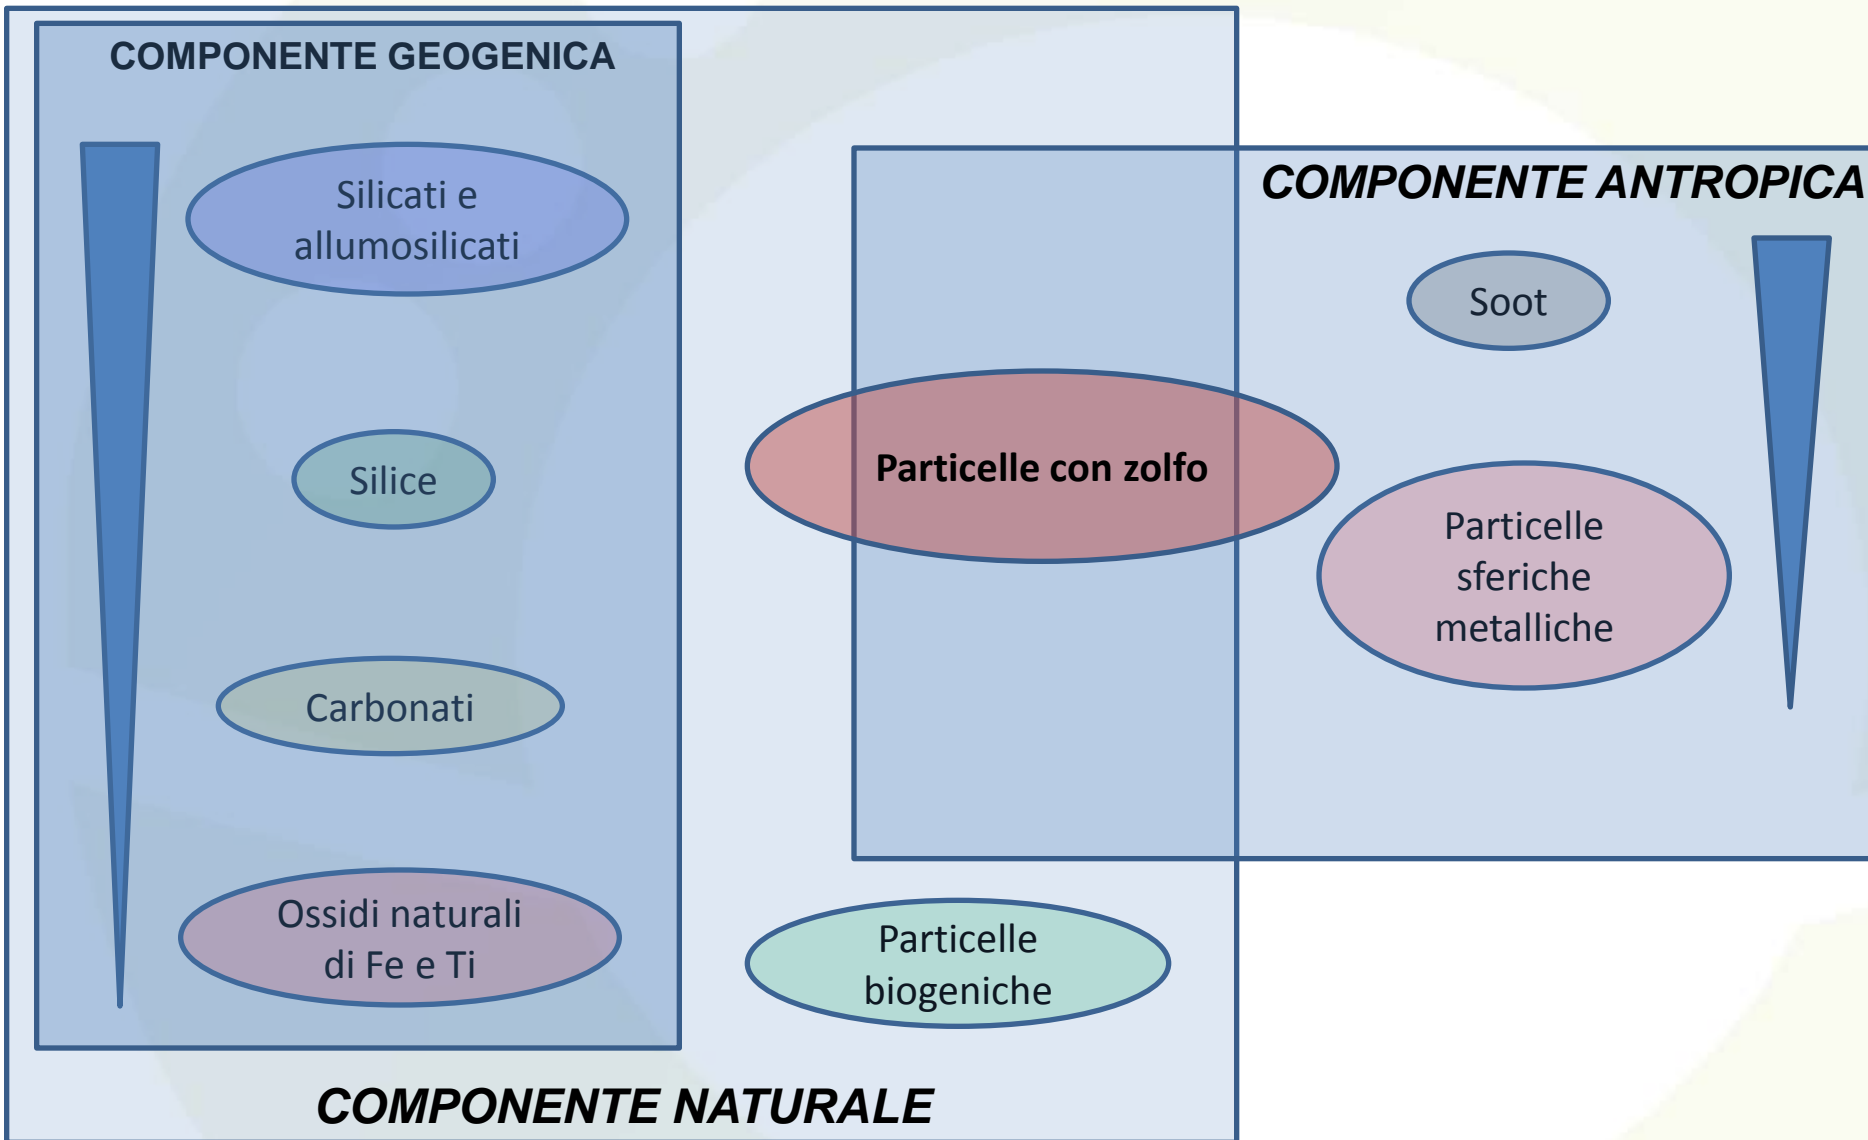 COMPONENTE GEOGENICA
Silicati e
allumosilicati
Silice
Carbonati
Ossidi naturali
di Fe e Ti
COMPONENTE ANTROPICA
Soot
Particelle con zolfo
Particelle
sferiche
metalliche
Particelle
biogeniche
COMPONENTE NATURALE